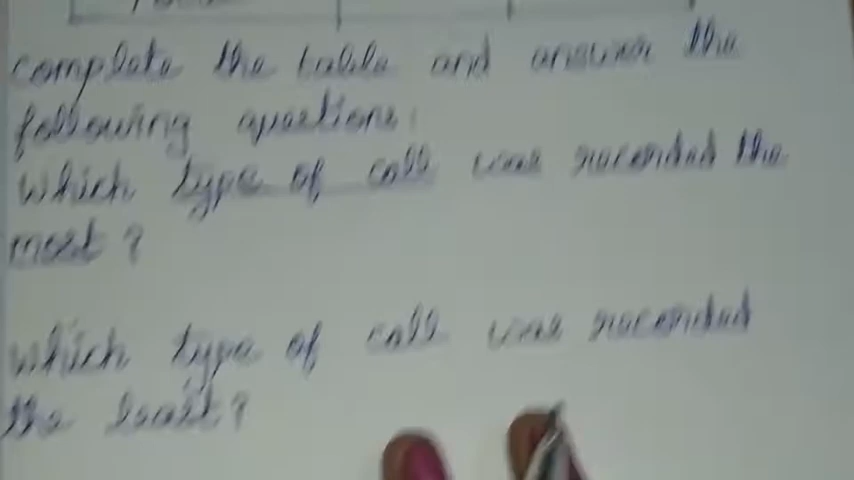 complete the table and answer the
following questions:
which type of call was recorded the
most?
which type of call was recorded
the least?